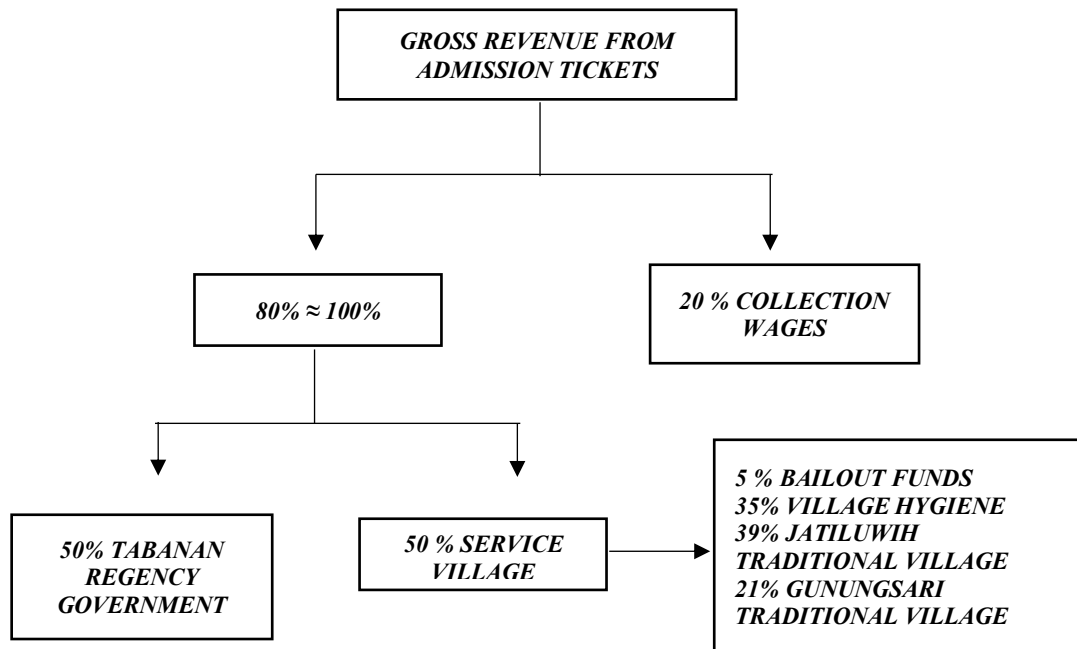 GROSS REVENUE FROM
ADMISSION TICKETS
80% ≈ 100%
20 % COLLECTION
WAGES
50% TABANAN
REGENCY
GOVERNMENT
50 % SERVICE
VILLAGE
5 % BAILOUT FUNDS
35% VILLAGE HYGIENE
39% JATILUWIH
TRADITIONAL VILLAGE
21% GUNUNGSARI
TRADITIONAL VILLAGE